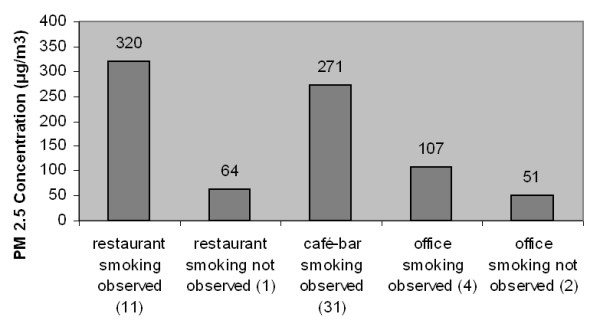 PM 2.5 Concentration (µg/m3)
400
350
300
250
200
150
100
50
0
320
64
271
107
51
restaurant
smoking
observed
(11)
restaurant
smoking not
observed (1)
café-bar
smoking
observed
(31)
office
smoking
observed (4)
office
smoking not
observed (2)